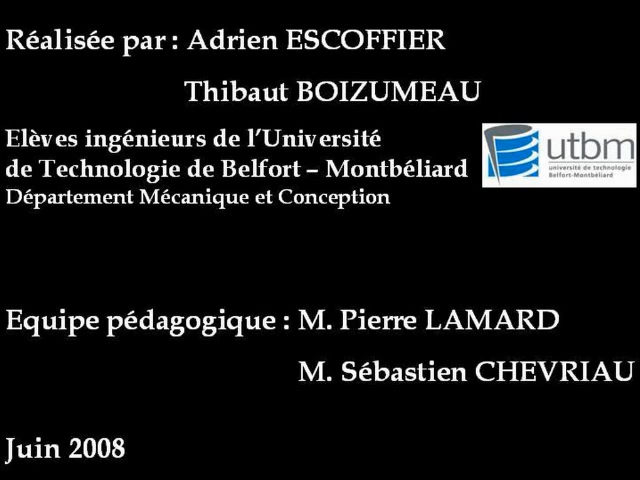 Réalisée par : Adrien ESCOFFIER
Thibaut BOIZUMEAU
Elèves ingénieurs de l'Université
de Technologie de Belfort – Montbéliard
Département Mécanique et Conception
utbm
université de technologie
Belfort-Montbéliard
Equipe pédagogique : M. Pierre LAMARD
M. Sébastien CHEVRIAU
Juin 2008